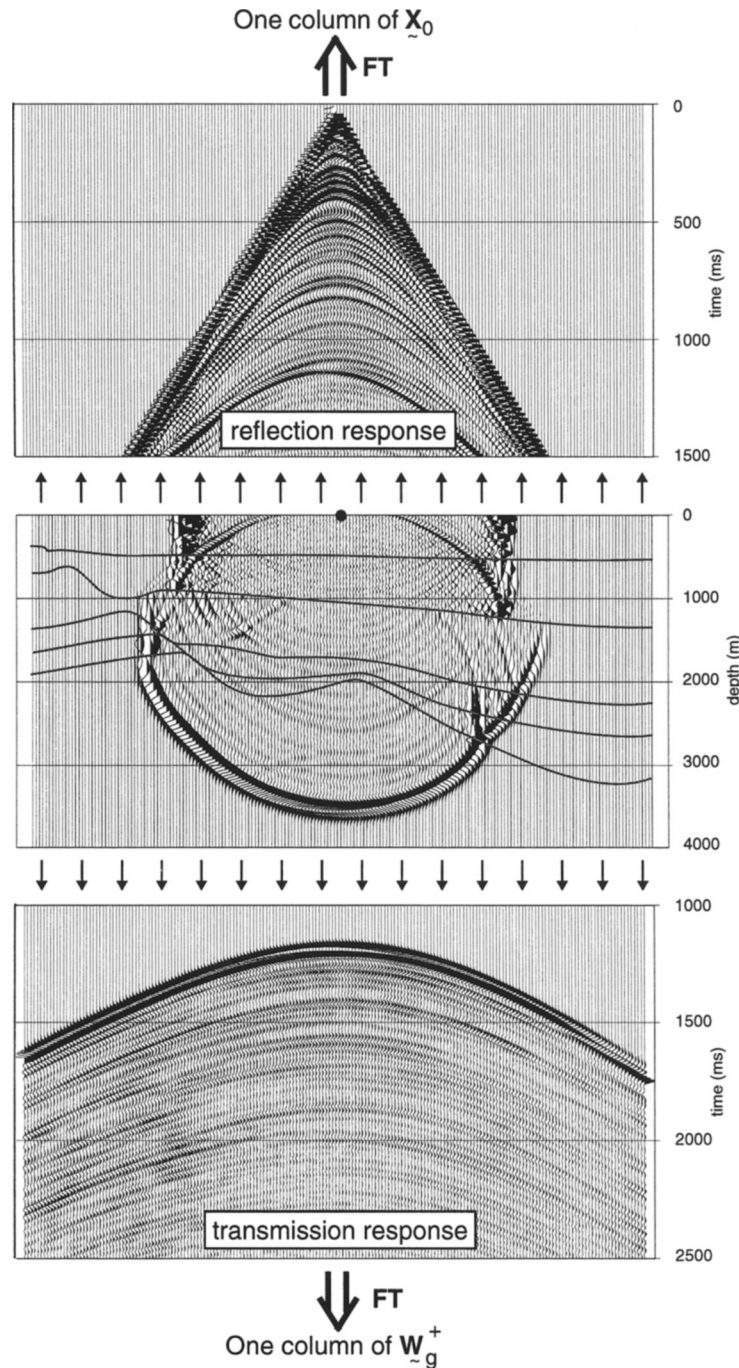 One column of X̰₀
FT
0
500
1000
1500
time (ms)
reflection response
0
1000
2000
3000
4000
depth (m)
1000
1500
2000
2500
time (ms)
transmission response
FT
One column of W̰g⁺